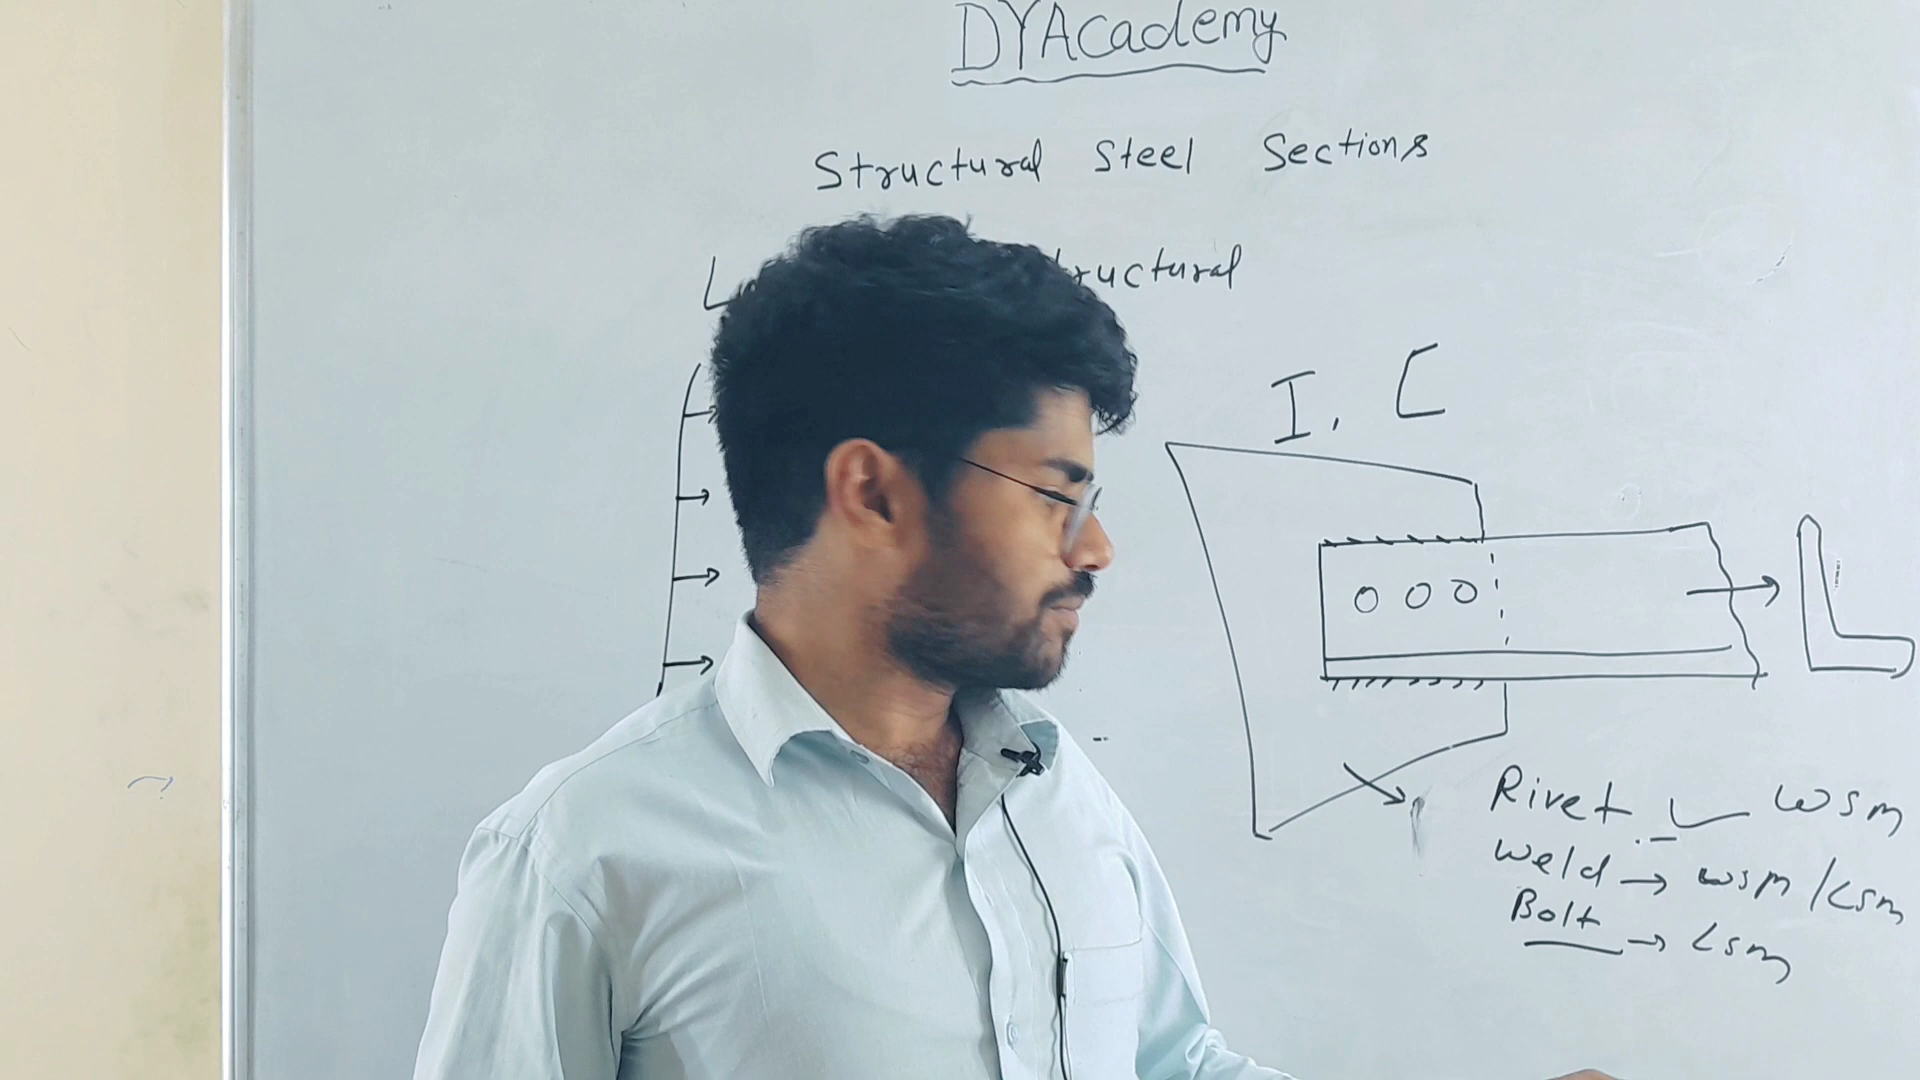 DYAcademy
Structural Steel Sections
ructural
I, C
Rivet WSM
Weld → WSM / LSM
Bolt → LSM